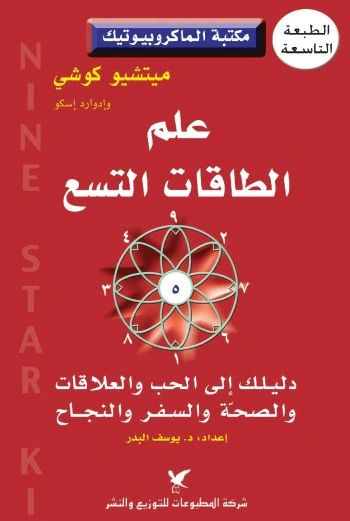 الطبعة
التاسعة
مكتبة الماكروبيوتيك
ميتشيو كوشي
وإدوارد إسكو
علم
الطاقات التسع
NINE STAR KI
٩
٤
٢
٣
٥
٧
٨
٦
١
دليلك إلى الحب والعلاقات
والصحّة والسفر والنجاح
إعداد: د. يوسف البدر
شركة المطبوعات للتوزيع والنشر